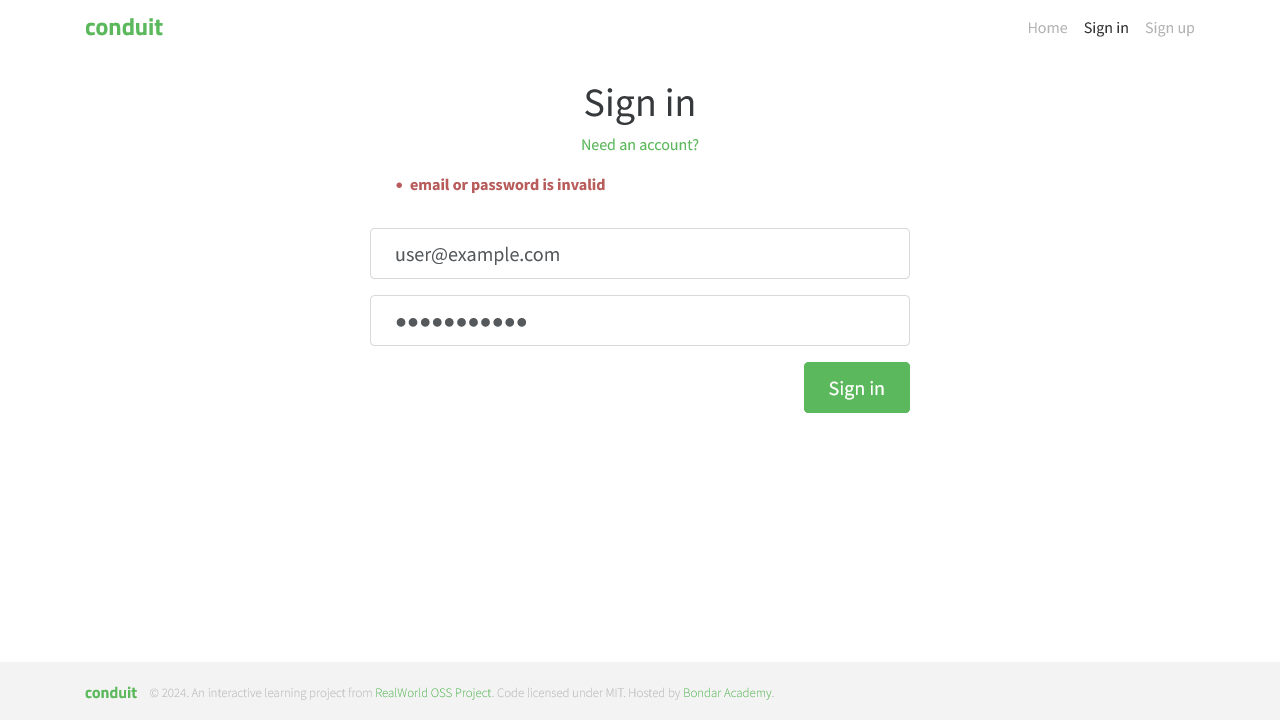 conduit
Home Sign in Sign up
Sign in
Need an account?
• email or password is invalid
user@example.com
●●●●●●●●●●●
Sign in
conduit © 2024. An interactive learning project from RealWorld OSS Project. Code licensed under MIT. Hosted by Bondar Academy.